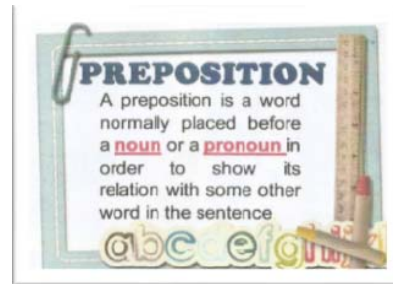 PREPOSITION
A preposition is a word
normally placed before
a noun or a pronoun in
order to show its
relation with some other
word in the sentence
abcdefgh